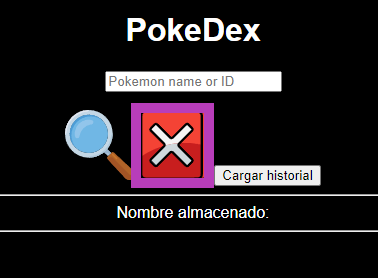 PokeDex
Pokemon name or ID
Cargar historial
Nombre almacenado: